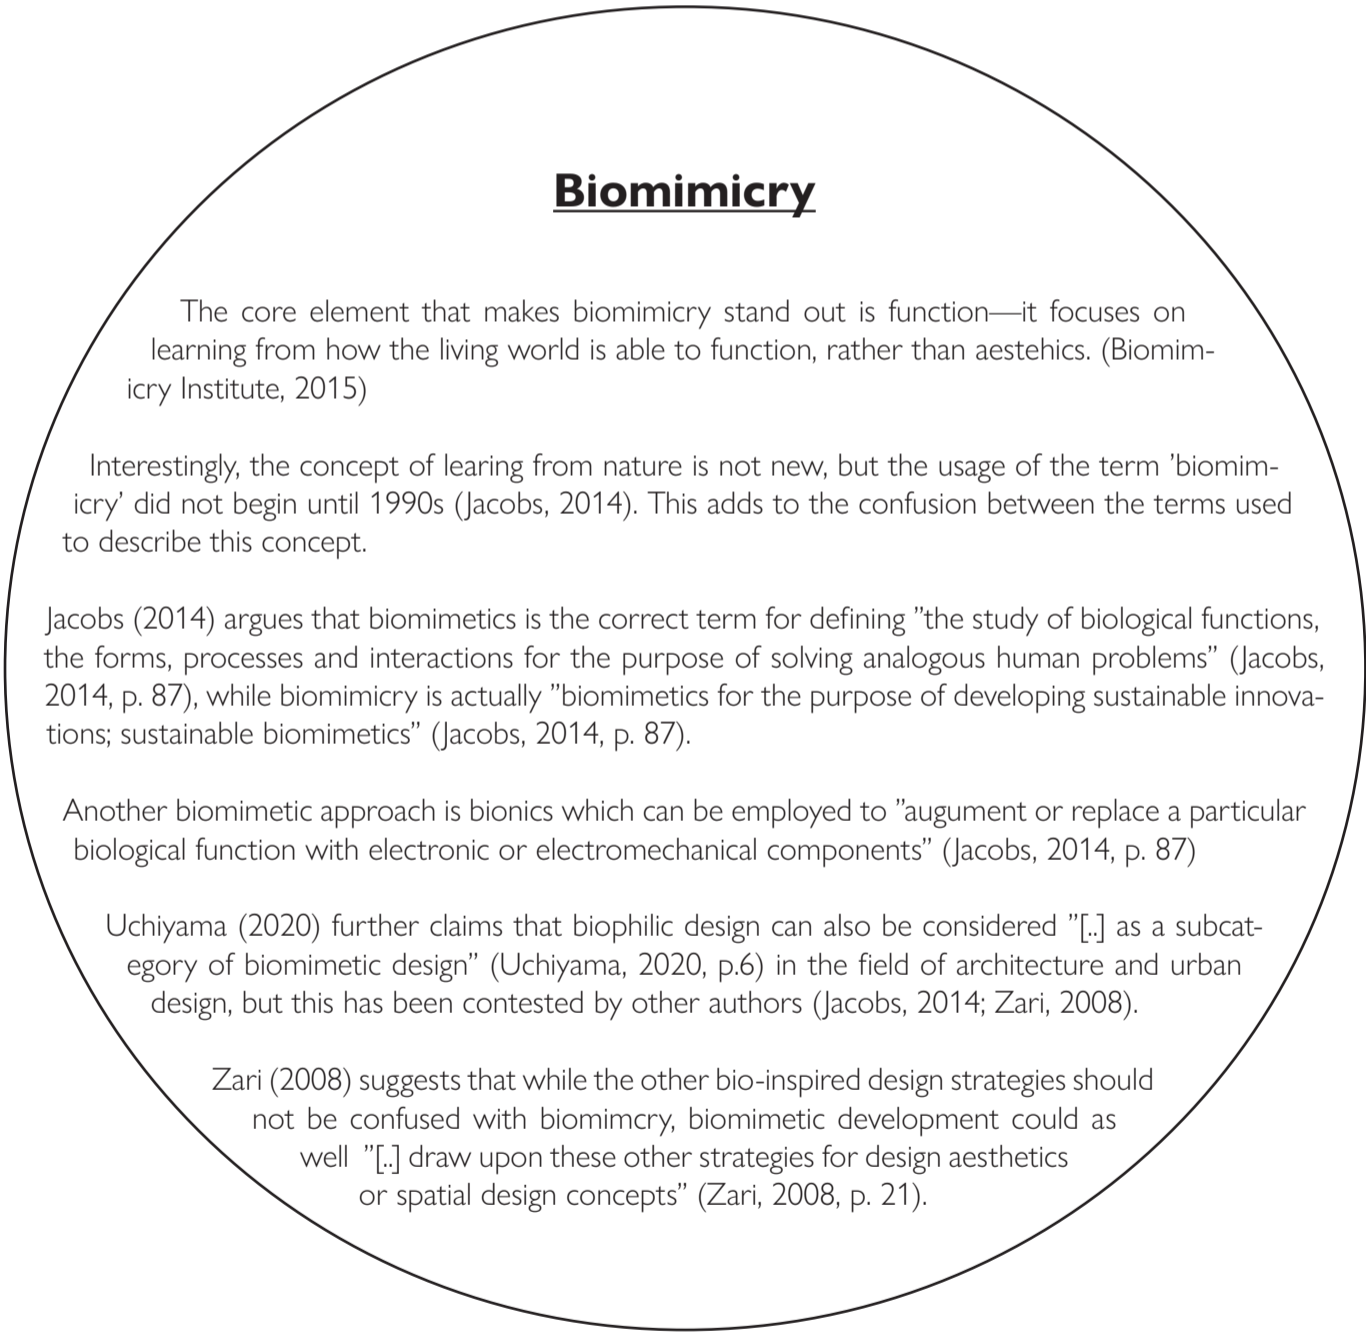 Biomimicry
The core element that makes biomimicry stand out is function—it focuses on
learning from how the living world is able to function, rather than aestehics. (Biomim-
icry Institute, 2015)
Interestingly, the concept of learing from nature is not new, but the usage of the term ’biomim-
icry’ did not begin until 1990s (Jacobs, 2014). This adds to the confusion between the terms used
to describe this concept.
Jacobs (2014) argues that biomimetics is the correct term for defining ”the study of biological functions,
the forms, processes and interactions for the purpose of solving analogous human problems” (Jacobs,
2014, p. 87), while biomimicry is actually ”biomimetics for the purpose of developing sustainable innova-
tions; sustainable biomimetics” (Jacobs, 2014, p. 87).
Another biomimetic approach is bionics which can be employed to ”augument or replace a particular
biological function with electronic or electromechanical components” (Jacobs, 2014, p. 87)
Uchiyama (2020) further claims that biophilic design can also be considered ”[..] as a subcat-
egory of biomimetic design” (Uchiyama, 2020, p.6) in the field of architecture and urban
design, but this has been contested by other authors (Jacobs, 2014; Zari, 2008).
Zari (2008) suggests that while the other bio-inspired design strategies should
not be confused with biomimcry, biomimetic development could as
well ”[..] draw upon these other strategies for design aesthetics
or spatial design concepts” (Zari, 2008, p. 21).